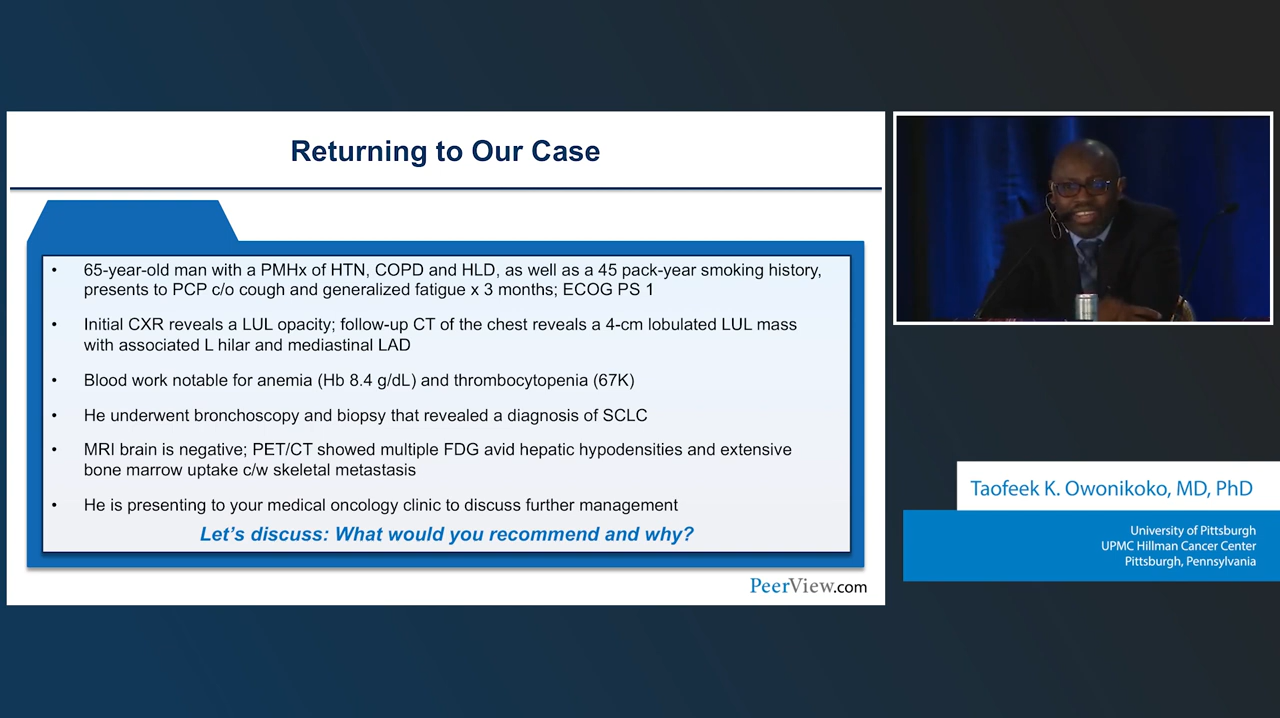 Returning to Our Case
• 65-year-old man with a PMHx of HTN, COPD and HLD, as well as a 45 pack-year smoking history,
presents to PCP c/o cough and generalized fatigue x 3 months; ECOG PS 1
• Initial CXR reveals a LUL opacity; follow-up CT of the chest reveals a 4-cm lobulated LUL mass
with associated L hilar and mediastinal LAD
• Blood work notable for anemia (Hb 8.4 g/dL) and thrombocytopenia (67K)
• He underwent bronchoscopy and biopsy that revealed a diagnosis of SCLC
• MRI brain is negative; PET/CT showed multiple FDG avid hepatic hypodensities and extensive
bone marrow uptake c/w skeletal metastasis
• He is presenting to your medical oncology clinic to discuss further management
Let’s discuss: What would you recommend and why?
PeerView.com
Taofeek K. Owonikoko, MD, PhD
University of Pittsburgh
UPMC Hillman Cancer Center
Pittsburgh, Pennsylvania